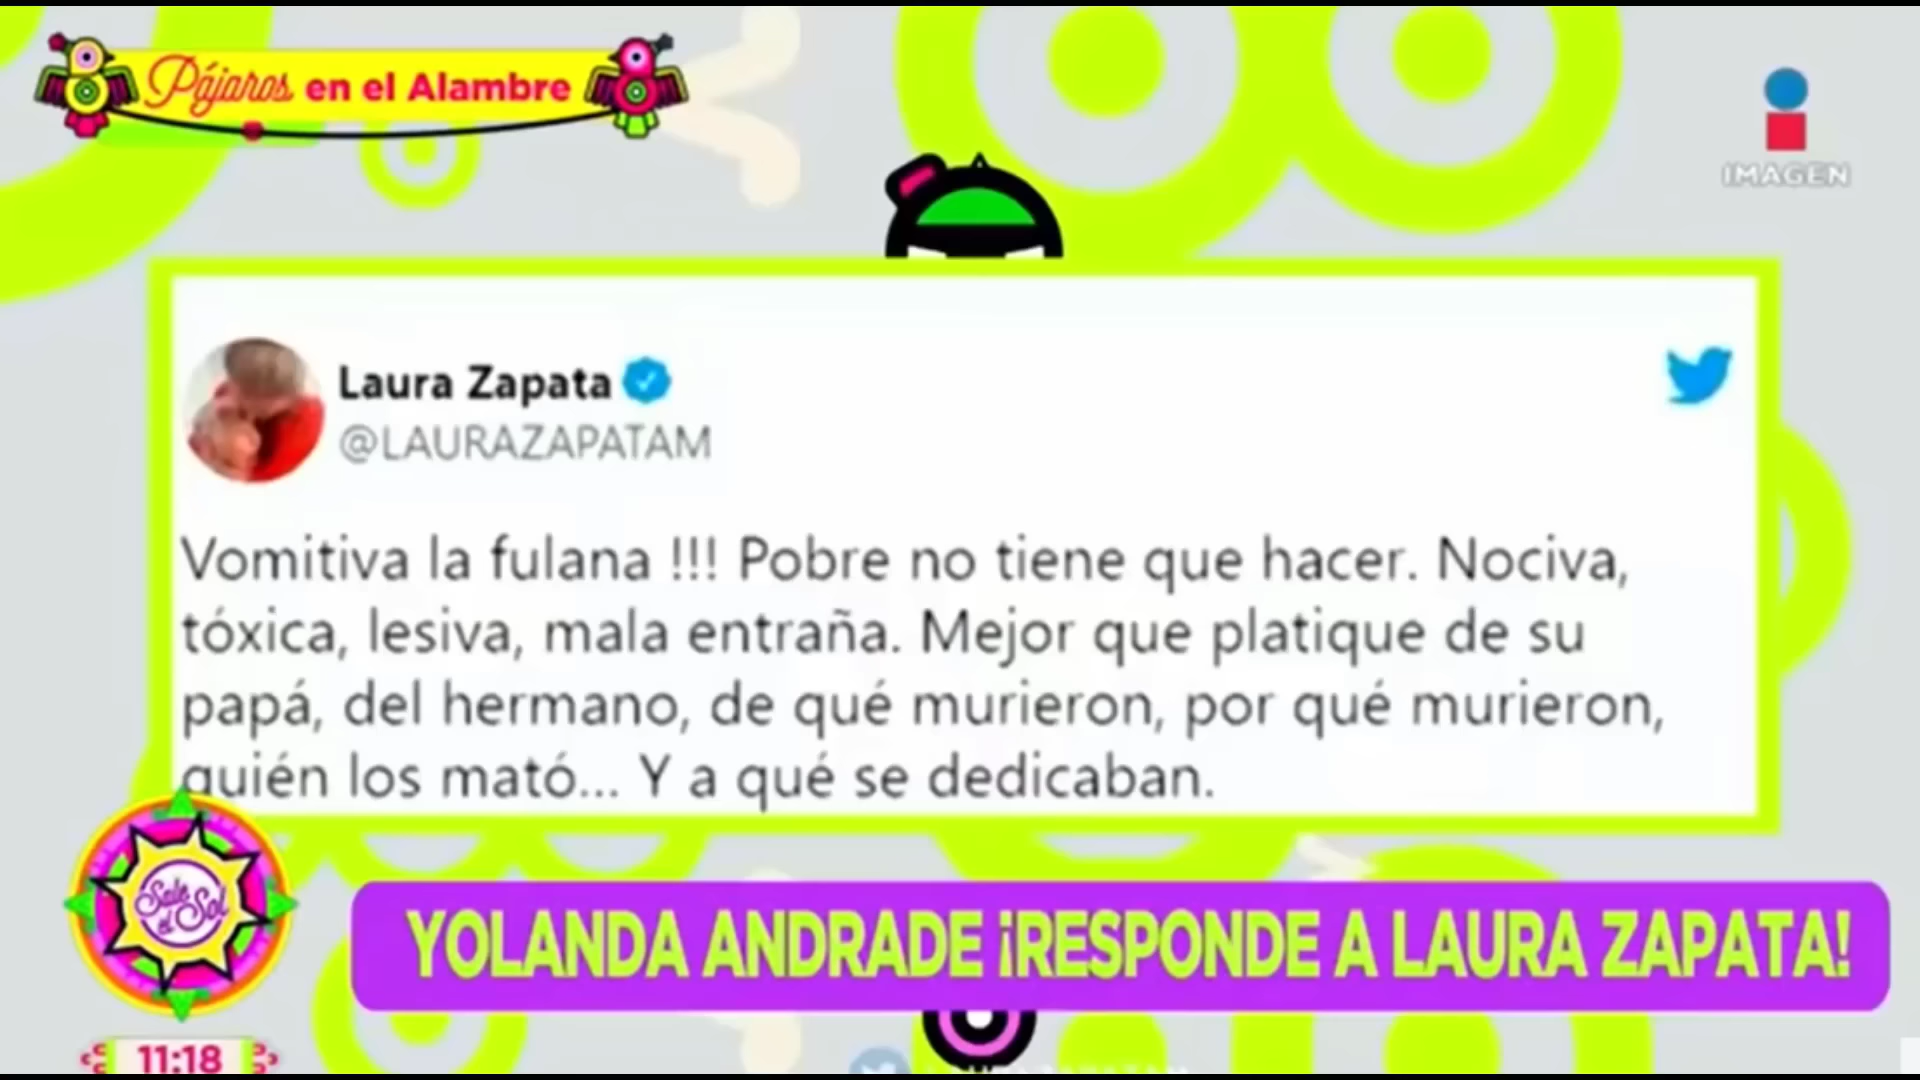 Pájaros en el Alambre
IMAGEN
Laura Zapata
@LAURAZAPATAM
Vomitiva la fulana !!! Pobre no tiene que hacer. Nociva,
tóxica, lesiva, mala entraña. Mejor que platique de su
papá, del hermano, de qué murieron, por qué murieron,
quién los mató... Y a qué se dedicaban.
Sale
el Sol
YOLANDA ANDRADE ¡RESPONDE A LAURA ZAPATA!
11:18